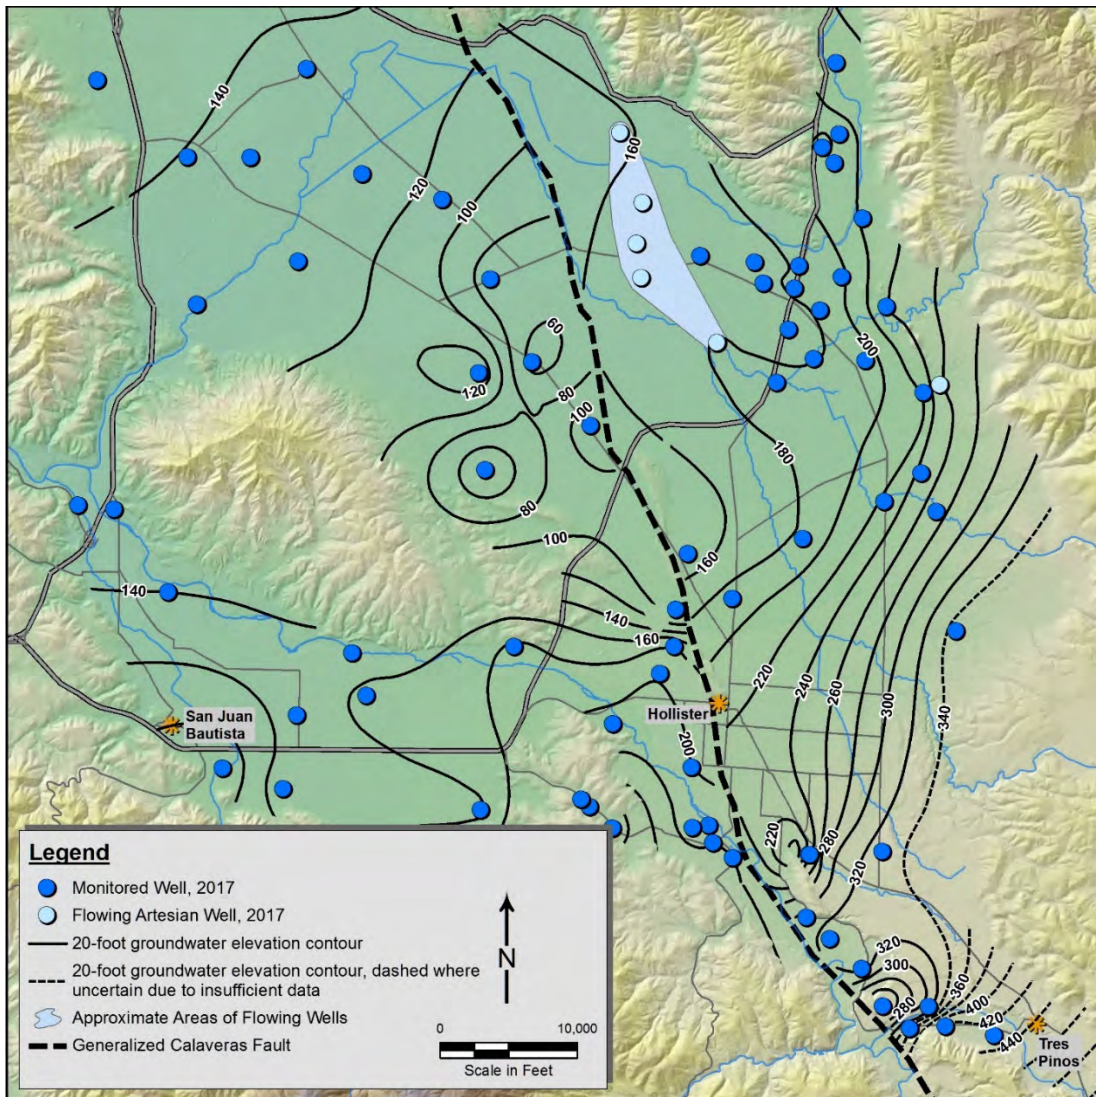 140
160
120
100
60
200
120
80
100
180
80
100
160
140
140
160
220
240
260
300
340
San Juan
Bautista
Hollister
200
220
280
320
320
300
280
360
400
420
440
Tres
Pinos
Legend
Monitored Well, 2017
Flowing Artesian Well, 2017
20-foot groundwater elevation contour
20-foot groundwater elevation contour, dashed where
uncertain due to insufficient data
Approximate Areas of Flowing Wells
Generalized Calaveras Fault
N
0 10,000
Scale in Feet